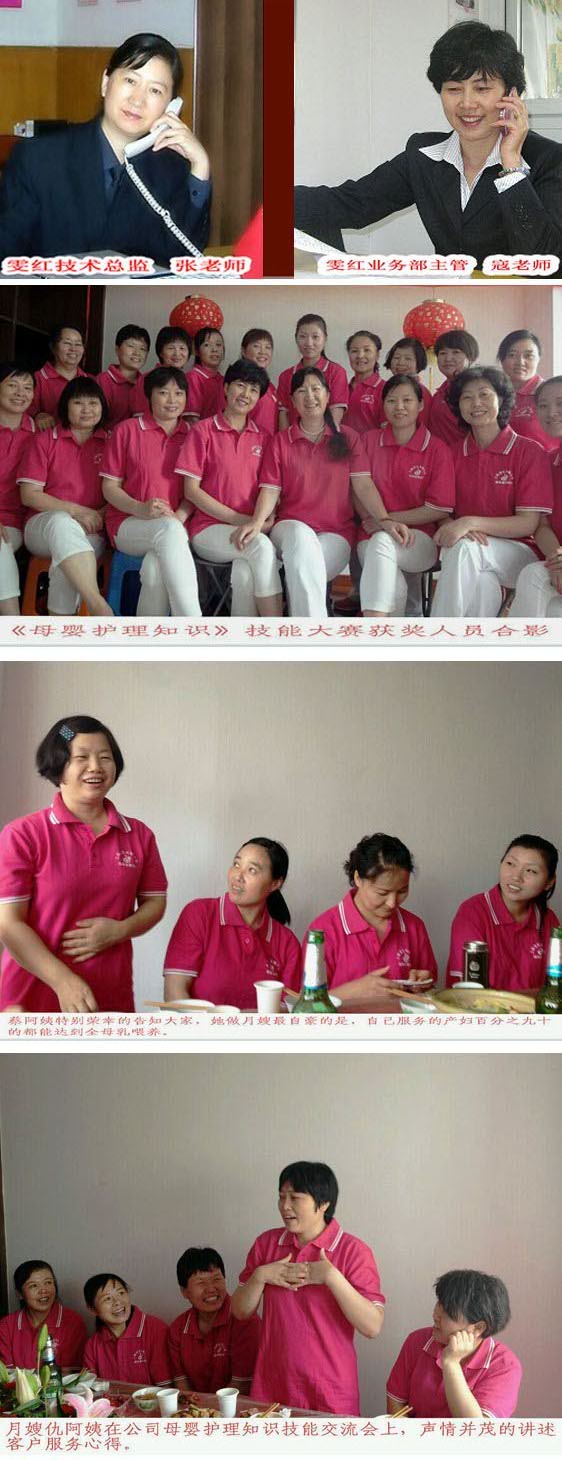 雯红技术总监 张老师
雯红业务部主管 寇老师
《母婴护理知识》技能大赛获奖人员合影
蔡阿姨特别荣幸的告知大家，她做月嫂最自豪的是，自己服务的产妇百分之九十
的都能达到全母乳喂养。
月嫂仇阿姨在公司母婴护理知识技能交流会上，声情并茂的讲述
客户服务心得。